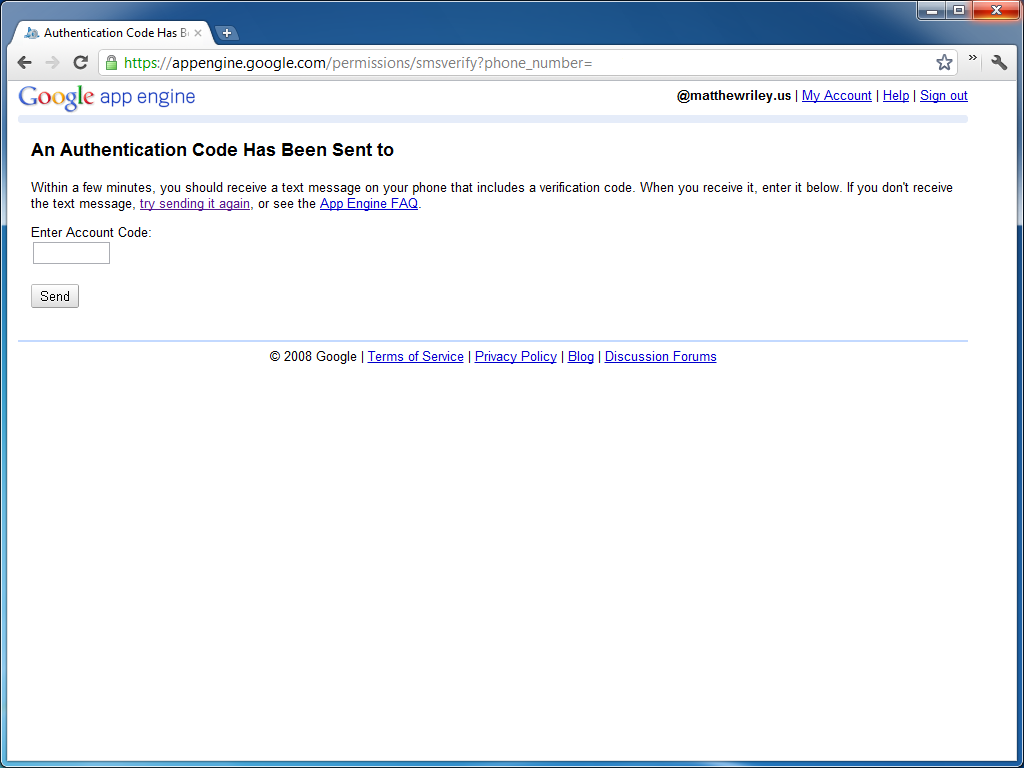 Authentication Code Has B
https://appengine.google.com/permissions/smsverify?phone_number=
Google app engine
@matthewriley.us | My Account | Help | Sign out
An Authentication Code Has Been Sent to
Within a few minutes, you should receive a text message on your phone that includes a verification code. When you receive it, enter it below. If you don't receive
the text message, try sending it again, or see the App Engine FAQ.
Enter Account Code:
Send
© 2008 Google | Terms of Service | Privacy Policy | Blog | Discussion Forums